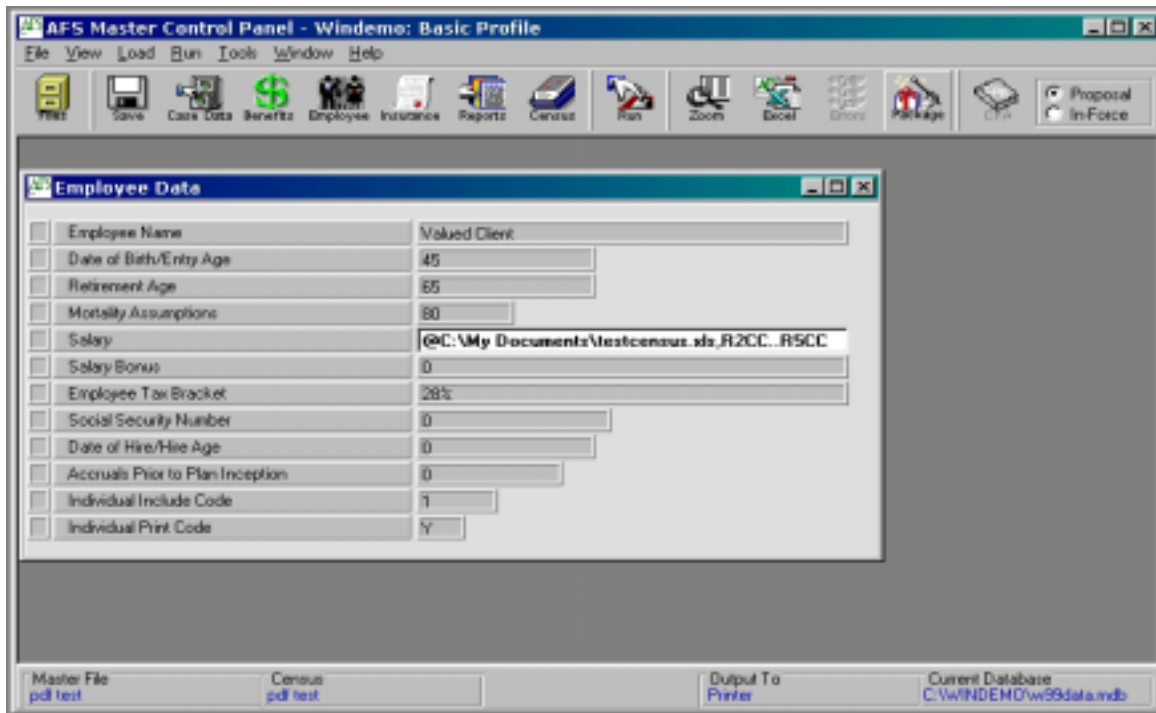 AFS Master Control Panel - Windemo: Basic Profile
File View Load Run Tools Window Help
Files Save Case Data Benefits Employee Insurance Reports Census Run Zoom Excel Errors Package CPA
Proposal
In-Force
Employee Data
Employee Name Valued Client
Date of Birth/Entry Age 45
Retirement Age 65
Mortality Assumptions 80
Salary @C:\My Documents\testcensus.xls,R2CC..R5CC
Salary Bonus 0
Employee Tax Bracket 28%
Social Security Number 0
Date of Hire/Hire Age 0
Accruals Prior to Plan Inception 0
Individual Include Code 1
Individual Print Code Y
Master File Census Output To Current Database
pdf test pdf test Printer C:\WINDEMO\w99data.mdb